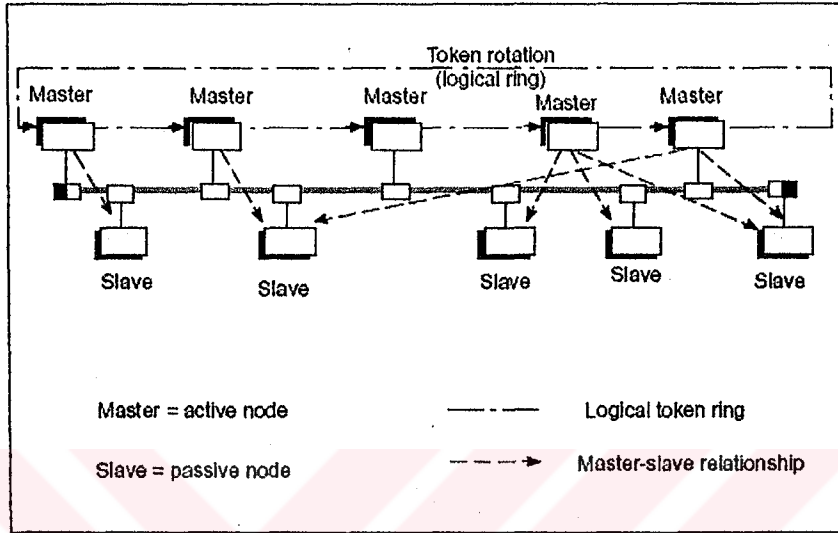 Token rotation
(logical ring)
Master
Master
Master
Master
Master
Slave
Slave
Slave
Slave
Slave
Master = active node
Logical token ring
Slave = passive node
Master-slave relationship